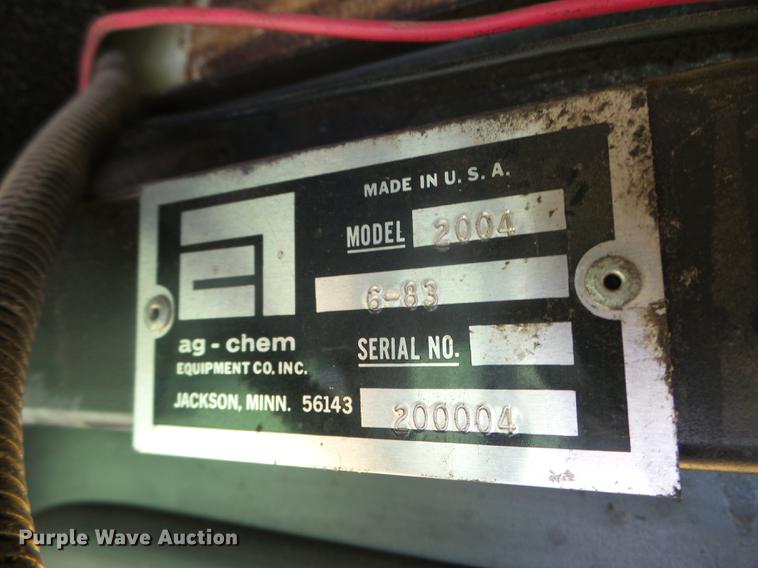 MADE IN U. S. A.
MODEL 2004
6-83
ag - chem
EQUIPMENT CO, INC.
SERIAL NO.
JACKSON, MINN. 56143
200004
Purple Wave Auction